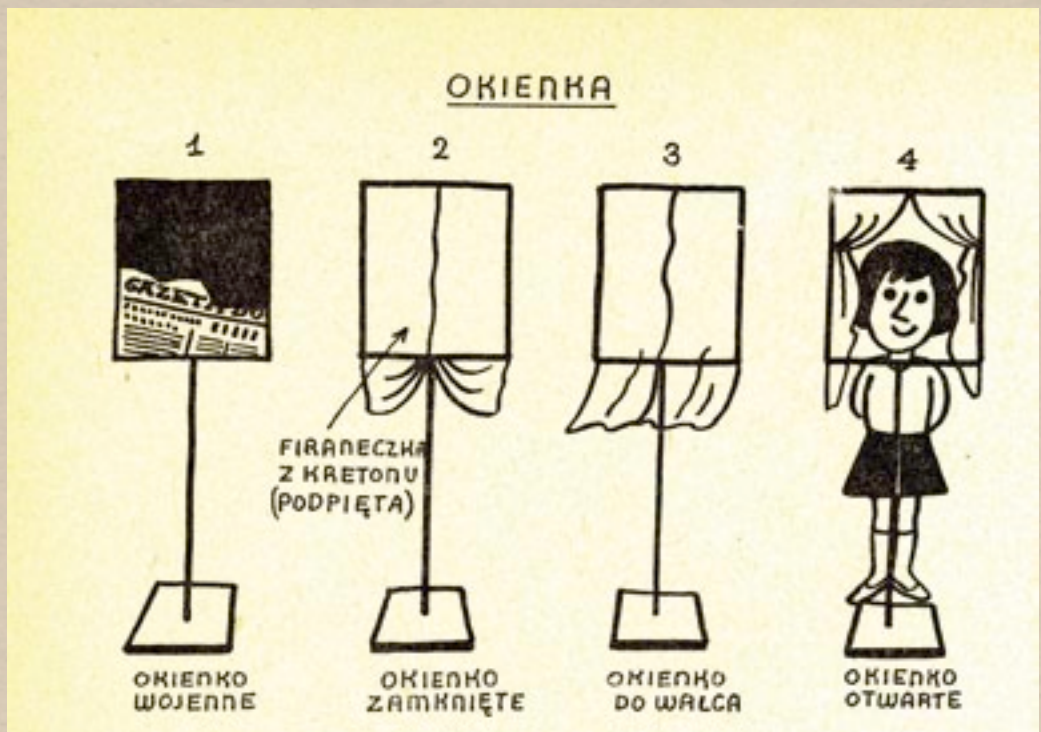 OKIENKA
1 2 3 4
GAZETA DO
FIRANECZKA
Z KRETONU
(PODPIĘTA)
OKIENKO
WOJENNE
OKIENKO
ZAMKNIĘTE
OKIENKO
DO WALCA
OKIENKO
OTWARTE